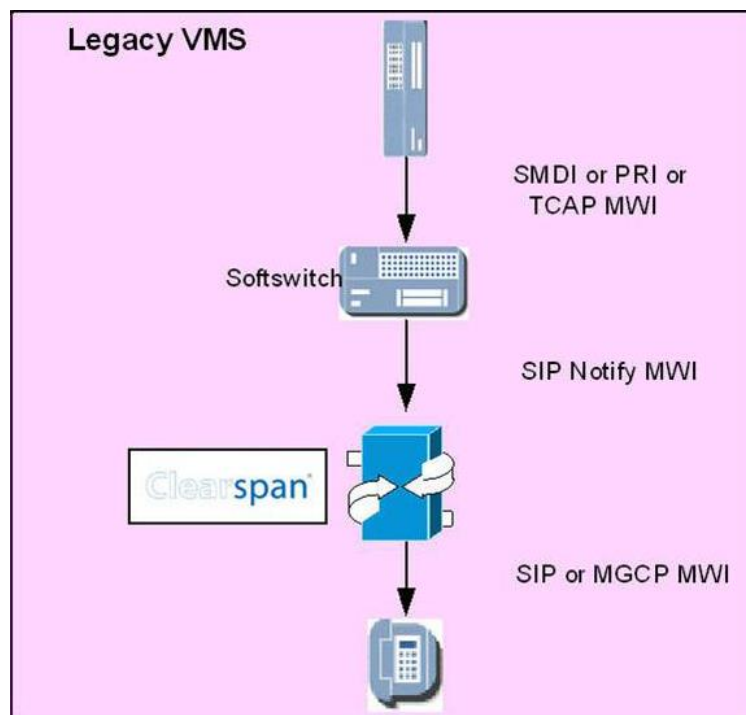 Legacy VMS
SMDI or PRI or
TCAP MWI
Softswitch
SIP Notify MWI
Clearspan
SIP or MGCP MWI